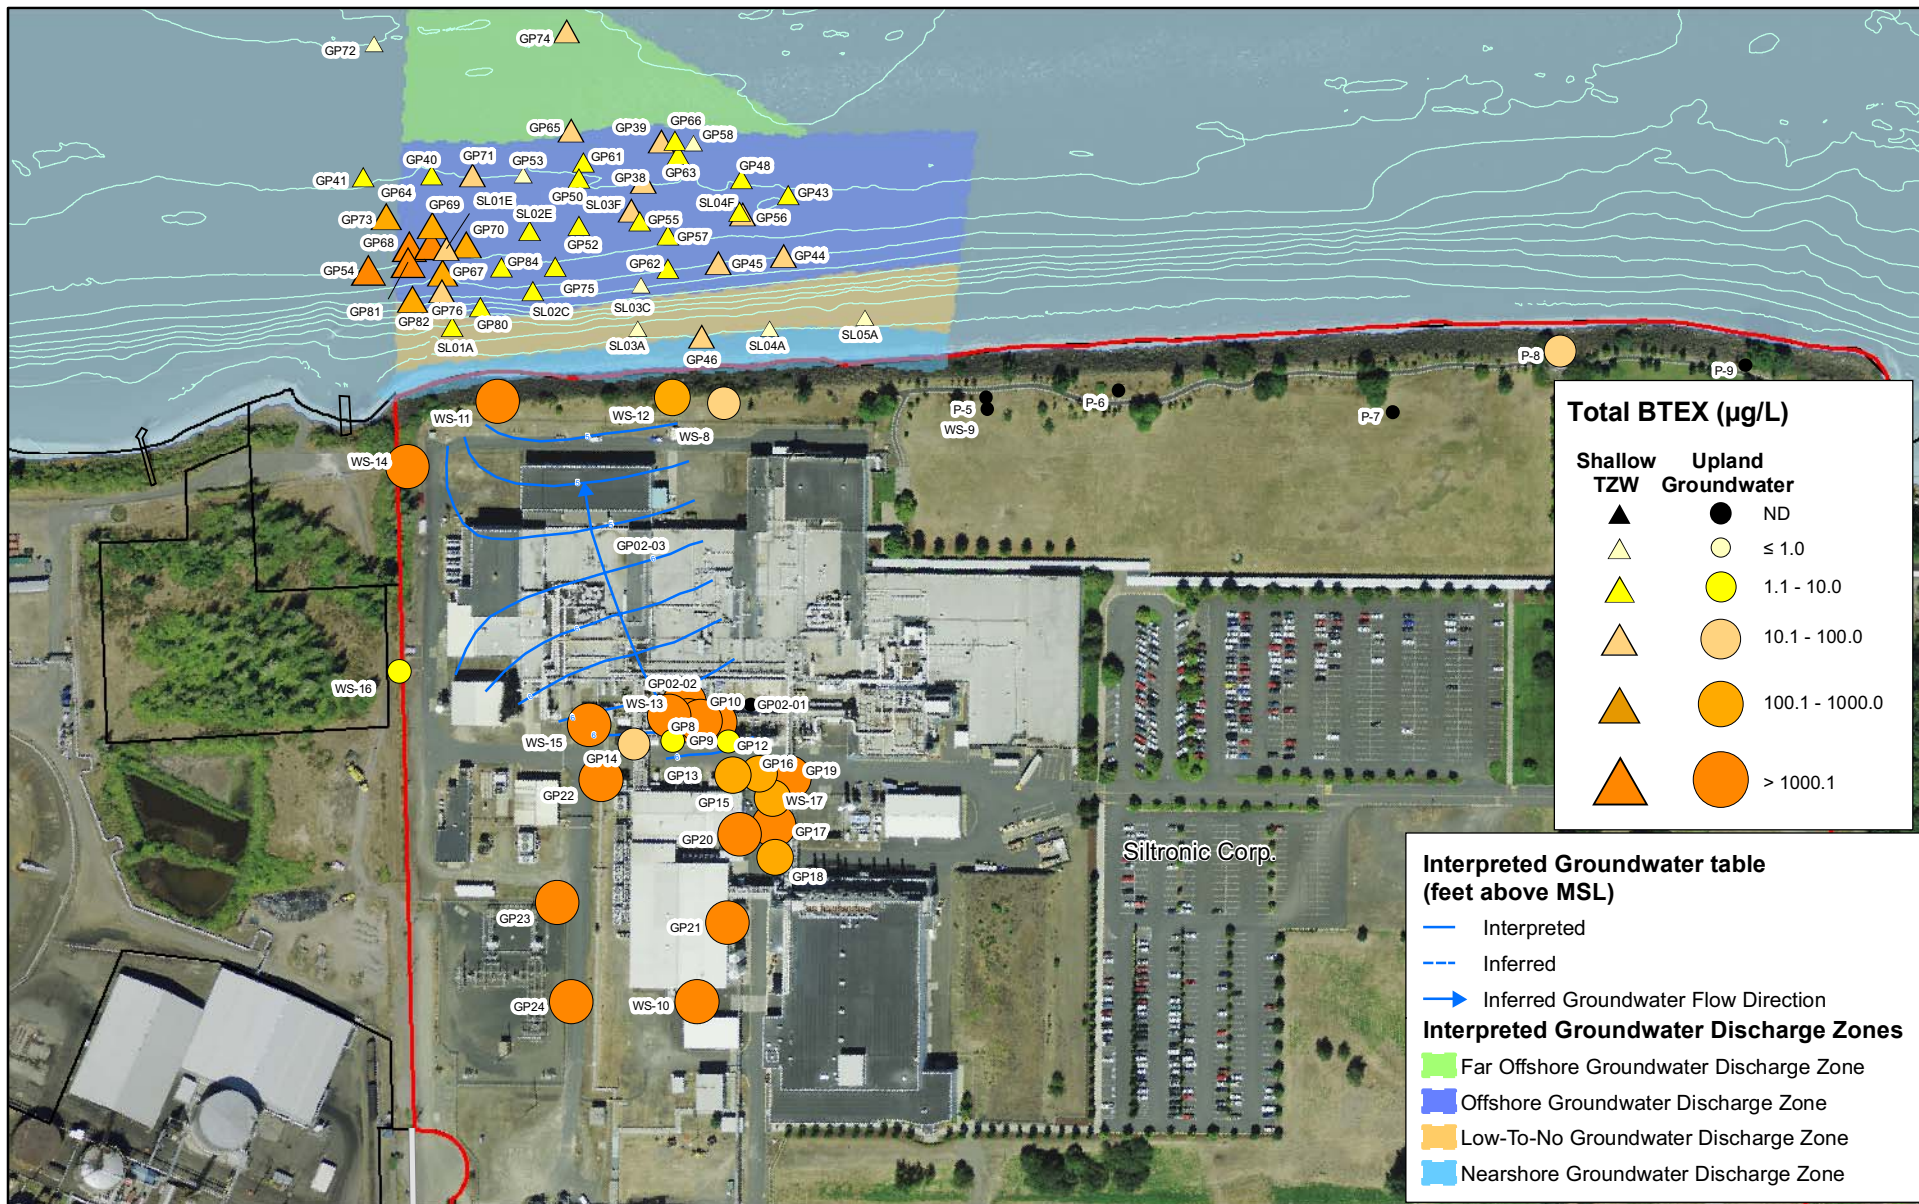 GP72
GP74
GP65
GP39
GP66
GP58
GP41
GP40
GP71
GP53
GP61
GP38
GP63
GP48
GP64
GP50
GP43
GP73
GP69
SL01E
SL02E
SL03F
GP55
SL04F
GP56
GP68
GP70
GP52
GP57
GP54
GP67
GP84
GP62
GP45
GP44
GP81
GP82
GP76
GP80
SL02C
GP75
SL03C
SL01A
SL03A
GP46
SL04A
SL05A
WS-11
WS-12
WS-8
P-5
WS-9
P-6
P-7
P-8
P-9
WS-14
GP02-03
WS-16
GP02-02
WS-13
GP10
GP02-01
WS-15
GP8
GP9
GP12
GP14
GP22
GP13
GP16
GP19
GP15
WS-17
GP20
GP17
GP18
Siltronic Corp.
GP23
GP21
GP24
WS-10
Total BTEX (µg/L)
Shallow TZW
Upland Groundwater
ND
≤ 1.0
1.1 - 10.0
10.1 - 100.0
100.1 - 1000.0
> 1000.1
Interpreted Groundwater table
(feet above MSL)
Interpreted
Inferred
Inferred Groundwater Flow Direction
Interpreted Groundwater Discharge Zones
Far Offshore Groundwater Discharge Zone
Offshore Groundwater Discharge Zone
Low-To-No Groundwater Discharge Zone
Nearshore Groundwater Discharge Zone